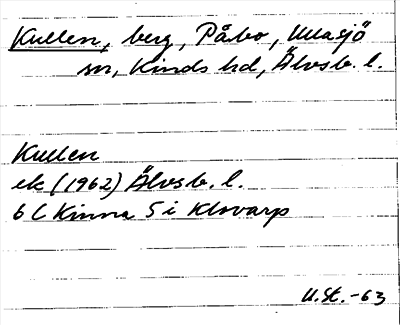 Kullen, berg, Påbo, Ullasjö
sn, Kinds hd, Älvsb. l.
Kullen
ek (1962) Älvsb. l.
6 C Kinna 5 i Klovarp
U.St. -63